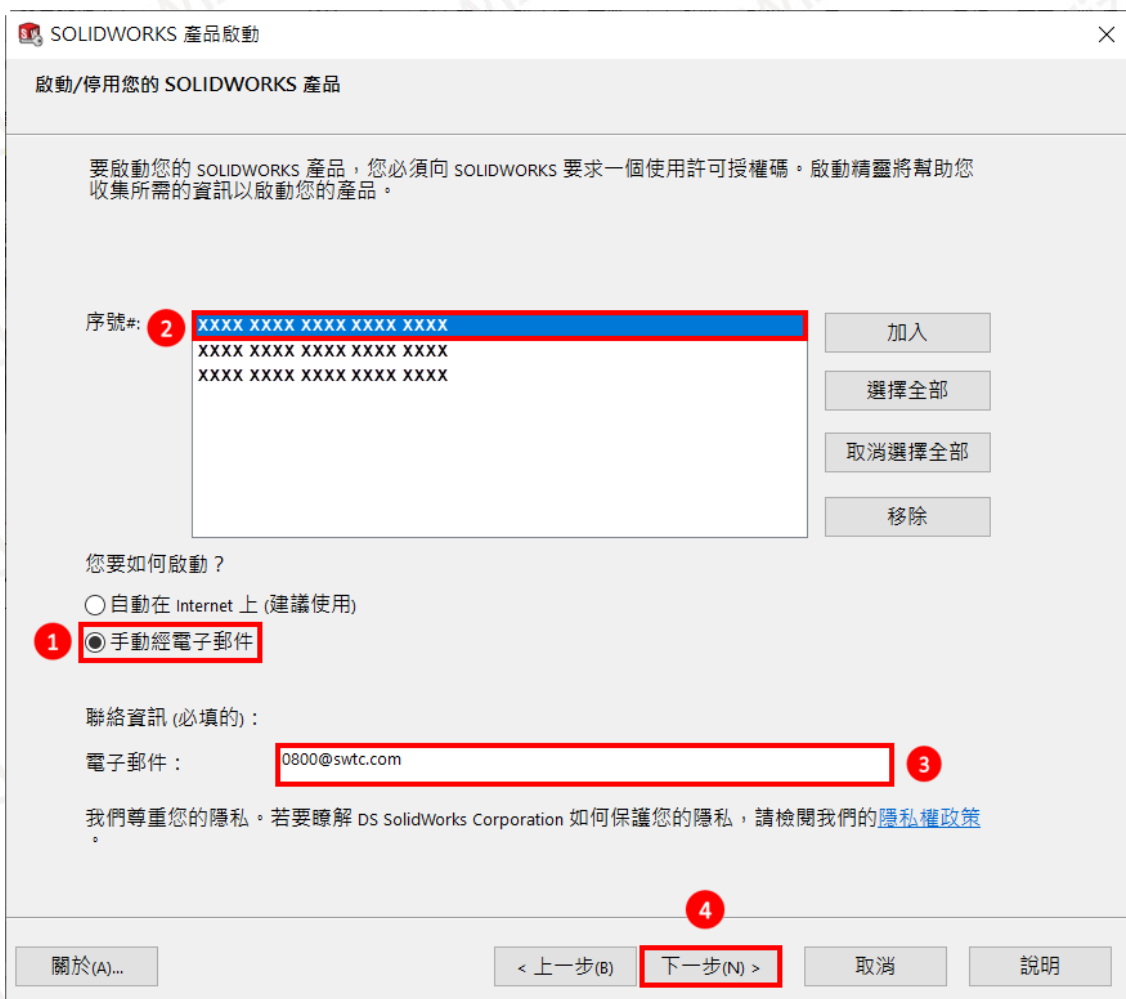 SOLIDWORKS 產品啟動
啟動/停用您的 SOLIDWORKS 產品
要啟動您的 SOLIDWORKS 產品，您必須向 SOLIDWORKS 要求一個使用許可授權碼。啟動精靈將幫助您
收集所需的資訊以啟動您的產品。
序號#:
2
XXXX XXXX XXXX XXXX XXXX
XXXX XXXX XXXX XXXX XXXX
XXXX XXXX XXXX XXXX XXXX
加入
選擇全部
取消選擇全部
移除
您要如何啟動？
自動在 Internet 上 (建議使用)
1
手動經電子郵件
聯絡資訊 (必填的)：
電子郵件：
0800@swtc.com
3
我們尊重您的隱私。若要瞭解 DS SolidWorks Corporation 如何保護您的隱私，請檢閱我們的隱私權政策
。
4
關於(A)...
< 上一步(B)
下一步(N) >
取消
說明